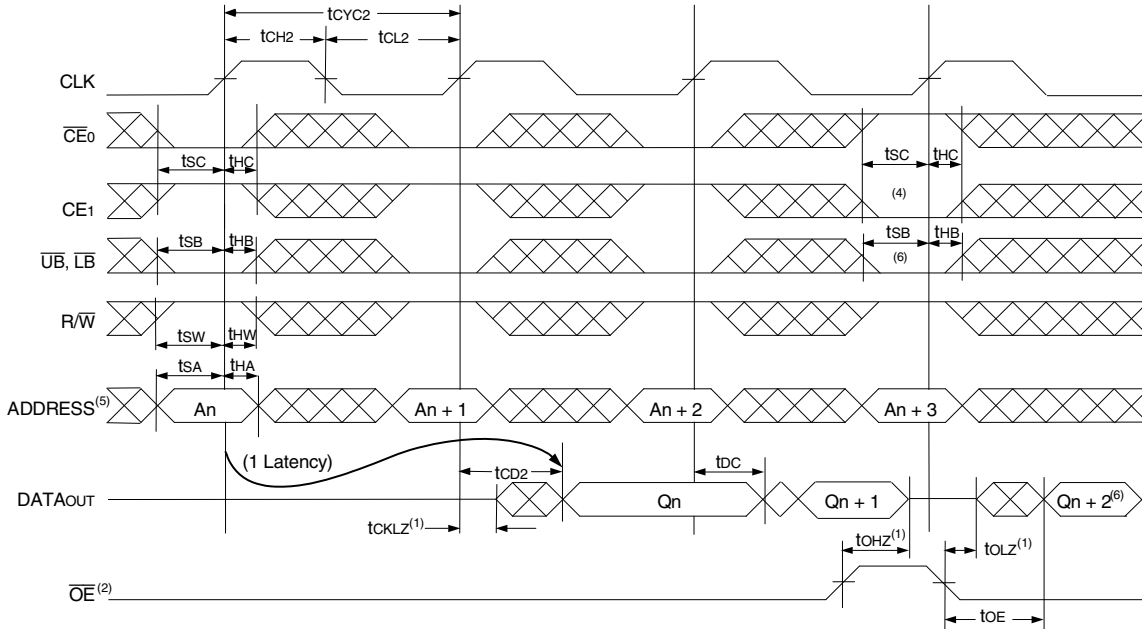 tCYC2
tCH2
tCL2
CLK
CE0
tSC
tHC
tSC
tHC
CE1
(4)
tSB
tHB
tSB
tHB
UB, LB
(6)
R/W
tSW
tHW
tSA
tHA
ADDRESS(5)
An
An + 1
An + 2
An + 3
(1 Latency)
tCD2
tDC
DATAOUT
Qn
Qn + 1
Qn + 2(6)
tCKLZ(1)
tOHZ(1)
tOLZ(1)
OE(2)
tOE